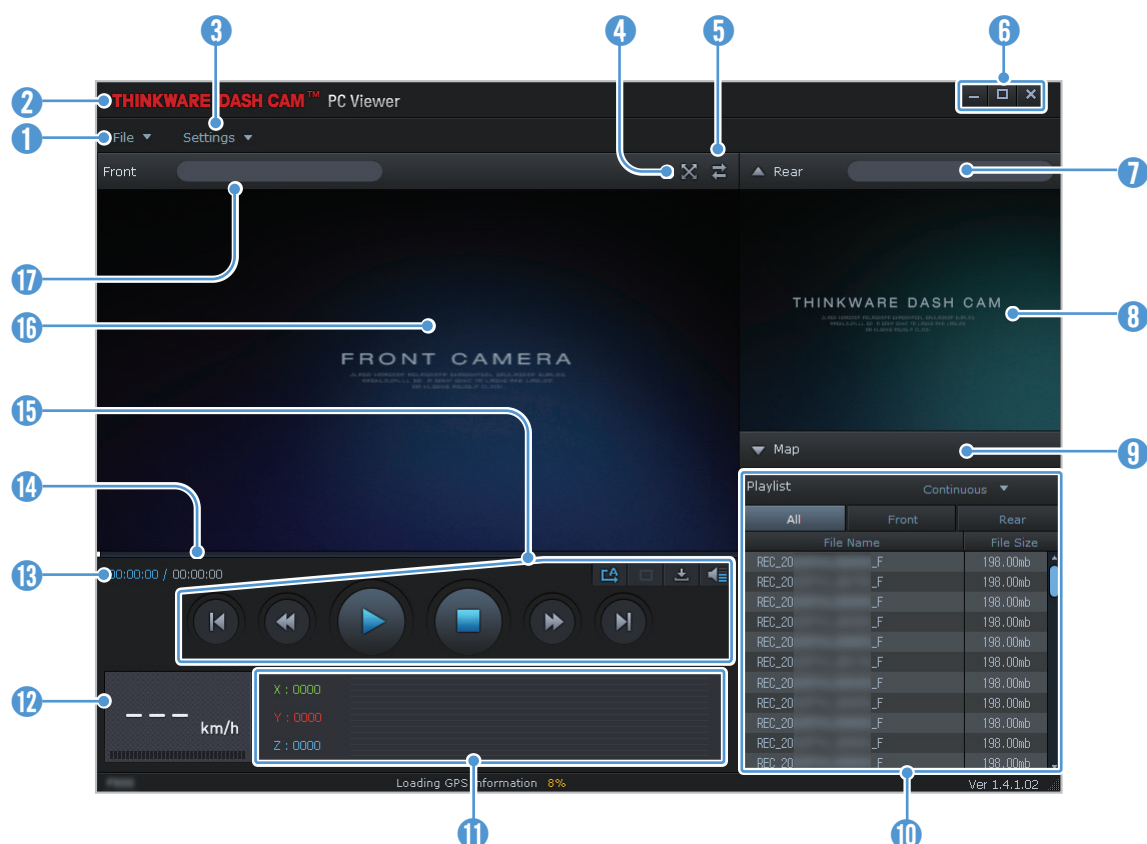 3
4
5
6
2
THINKWARE DASH CAM™ PC Viewer
1
File
Settings
Front
Rear
7
17
16
FRONT CAMERA
THINKWARE DASH CAM
8
15
Map
9
14
Playlist
Continuous
All
Front
Rear
File Name
File Size
13
00:00:00 / 00:00:00
REC_20 _F 198.00mb
REC_20 _F 198.00mb
REC_20 _F 198.00mb
REC_20 _F 198.00mb
REC_20 _F 198.00mb
REC_20 _F 198.00mb
REC_20 _F 198.00mb
REC_20 _F 198.00mb
REC_20 _F 198.00mb
REC_20 _F 198.00mb
REC_20 _F 198.00mb
12
--- km/h
X : 0000
Y : 0000
Z : 0000
Loading GPS Information 8%
Ver 1.4.1.02
11
10